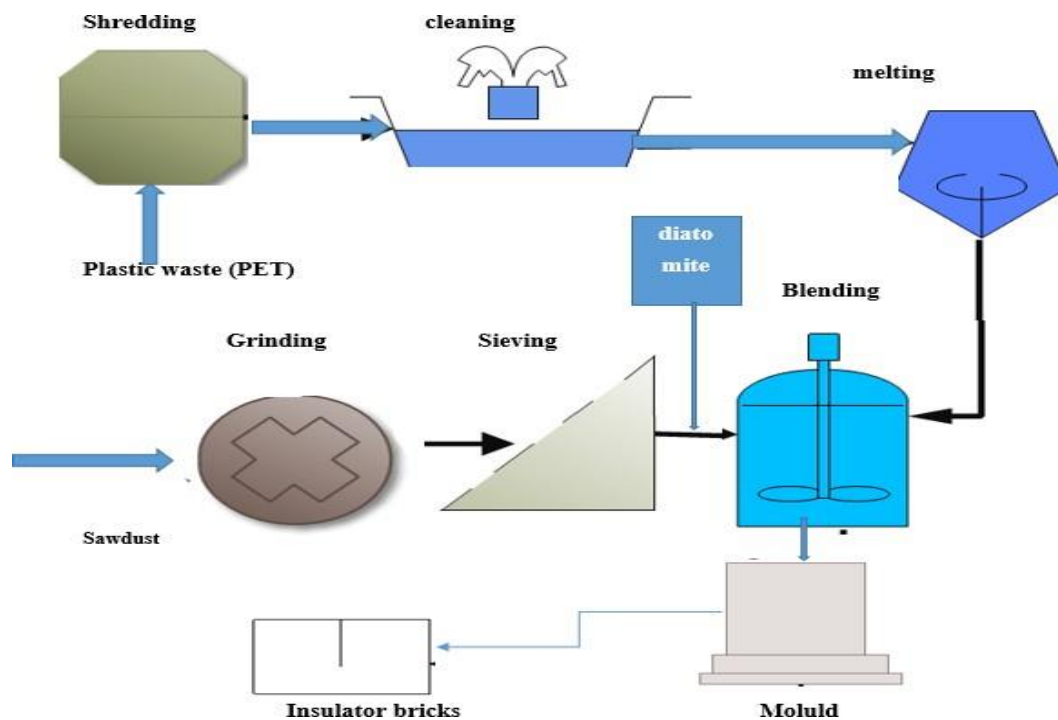 Shredding
cleaning
melting
Plastic waste (PET)
diato
mite
Blending
Grinding
Sieving
Sawdust
Insulator bricks
Moluld